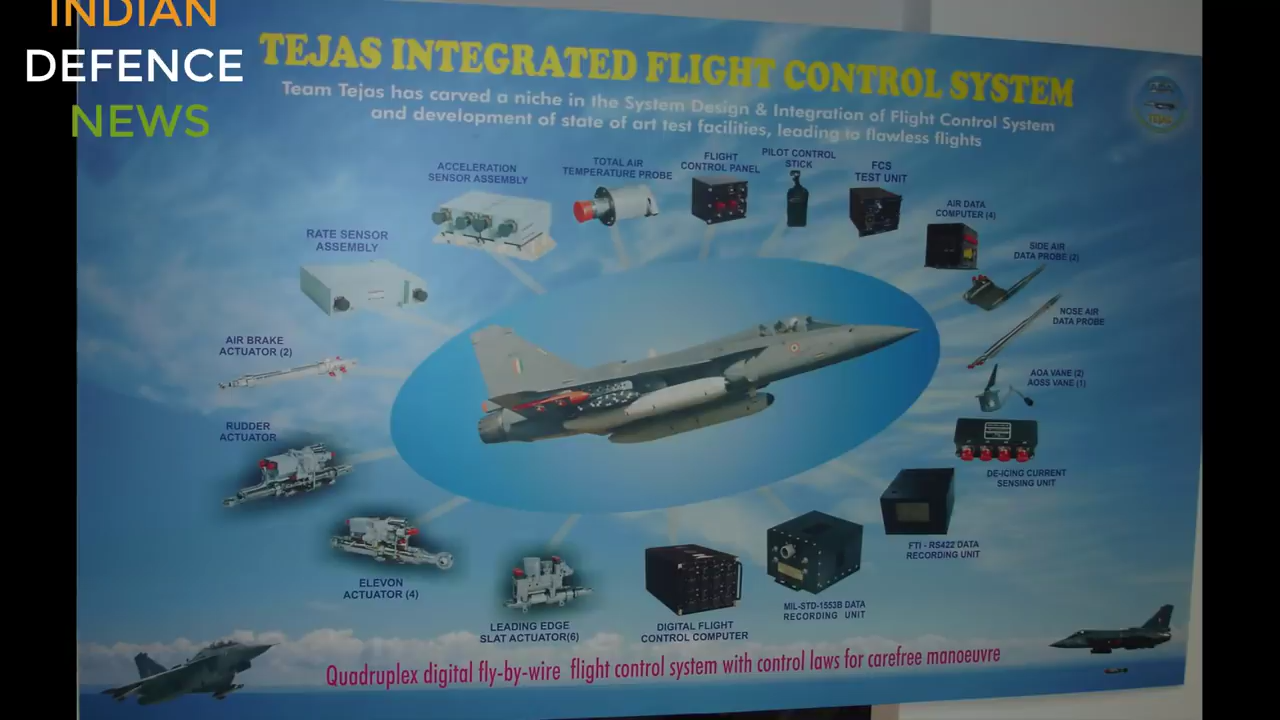 INDIAN
DEFENCE
NEWS
TEJAS INTEGRATED FLIGHT CONTROL SYSTEM
Team Tejas has carved a niche in the System Design & Integration of Flight Control System
and development of state of art test facilities, leading to flawless flights
ACCELERATION
SENSOR ASSEMBLY
TOTAL AIR
TEMPERATURE PROBE
FLIGHT
CONTROL PANEL
PILOT CONTROL
STICK
FCS
TEST UNIT
AIR DATA
COMPUTER (4)
SIDE AIR
DATA PROBE (2)
NOSE AIR
DATA PROBE
AOA VANE (2)
AOSS VANE (1)
DE-ICING CURRENT
SENSING UNIT
FTI - RS422 DATA
RECORDING UNIT
MIL-STD-1553B DATA
RECORDING UNIT
DIGITAL FLIGHT
CONTROL COMPUTER
LEADING EDGE
SLAT ACTUATOR(6)
ELEVON
ACTUATOR (4)
RUDDER
ACTUATOR
AIR BRAKE
ACTUATOR (2)
RATE SENSOR
ASSEMBLY
Quadruplex digital fly-by-wire flight control system with control laws for carefree manoeuvre